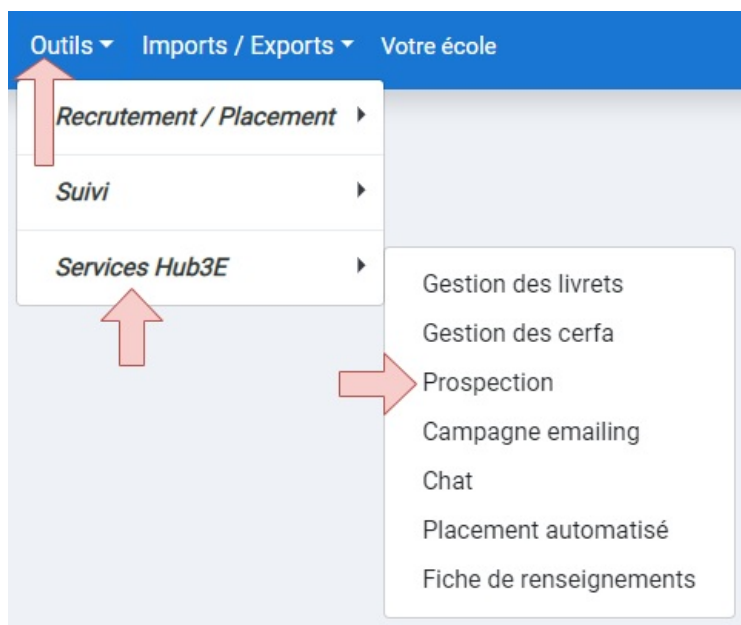 Outils Imports / Exports Votre école
Recrutement / Placement
Suivi
Services Hub3E
Gestion des livrets
Gestion des cerfa
Prospection
Campagne emailing
Chat
Placement automatisé
Fiche de renseignements